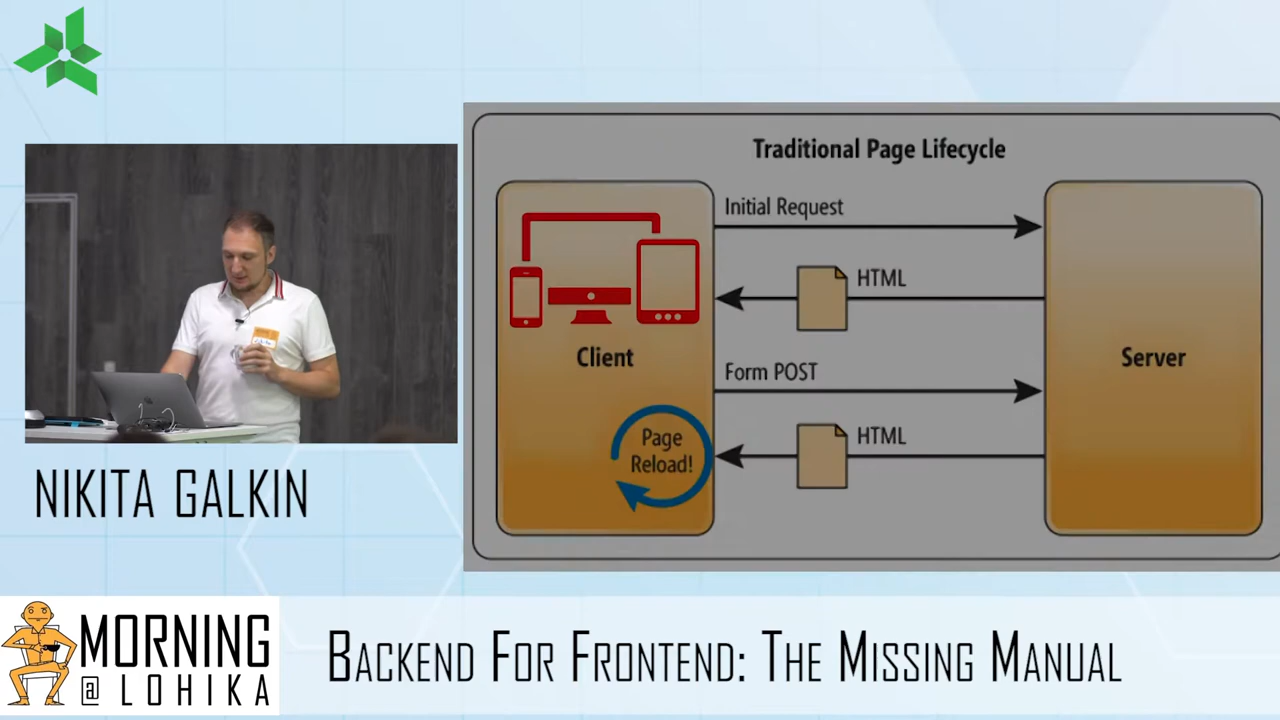 Traditional Page Lifecycle
Initial Request
HTML
Client
Server
Form POST
HTML
Page
Reload!
NIKITA GALKIN
MORNING
@ LOHIKA
BACKEND FOR FRONTEND: THE MISSING MANUAL